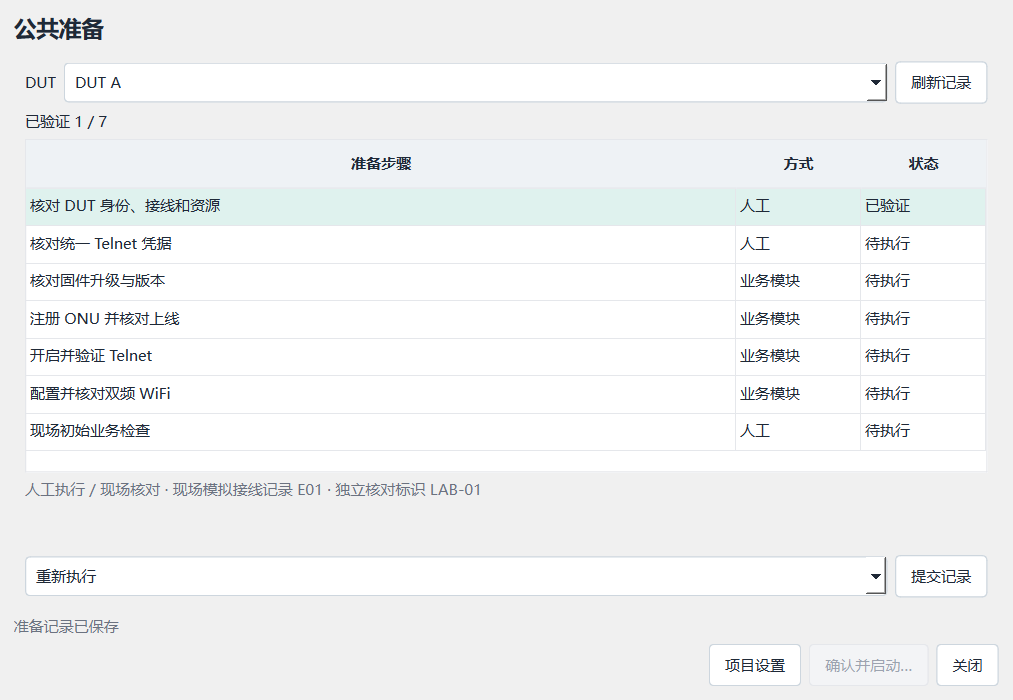 公共准备
DUT DUT A 刷新记录
已验证 1 / 7
准备步骤 方式 状态
核对 DUT 身份、接线和资源 人工 已验证
核对统一 Telnet 凭据 人工 待执行
核对固件升级与版本 业务模块 待执行
注册 ONU 并核对上线 业务模块 待执行
开启并验证 Telnet 业务模块 待执行
配置并核对双频 WiFi 业务模块 待执行
现场初始业务检查 人工 待执行
人工执行 / 现场核对 · 现场模拟接线记录 E01 · 独立核对标识 LAB-01
重新执行 提交记录
准备记录已保存
项目设置 确认并启动... 关闭